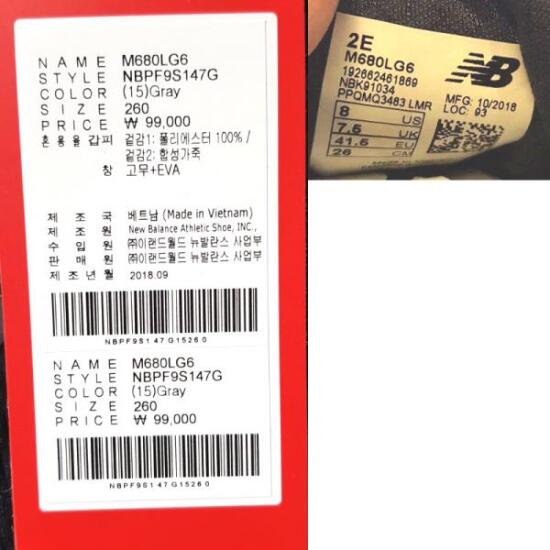 NAME M680LG6
STYLE NBPF9S147G
COLOR (15)Gray
SIZE 260
PRICE ₩ 99,000
혼용율 갑피 겉감1: 폴리에스터 100% /
겉감2: 합성가죽
창 고무+EVA
제조국 베트남 (Made in Vietnam)
제조원 New Balance Athletic Shoe, INC.,
수입원 ㈜이랜드월드 뉴발란스 사업부
판매원 ㈜이랜드월드 뉴발란스 사업부
제조년월 2018.09
NBPF9S147G15260
NAME M680LG6
STYLE NBPF9S147G
COLOR (15)Gray
SIZE 260
PRICE ₩ 99,000
NBPF9S147G15260
2E
M680LG6
192662461869
NBK91034
PPQMQ3483 LMR
NB
MFG: 10/2018
LOC: 93
8 US
7.5 UK
41.5 EU
26 CM